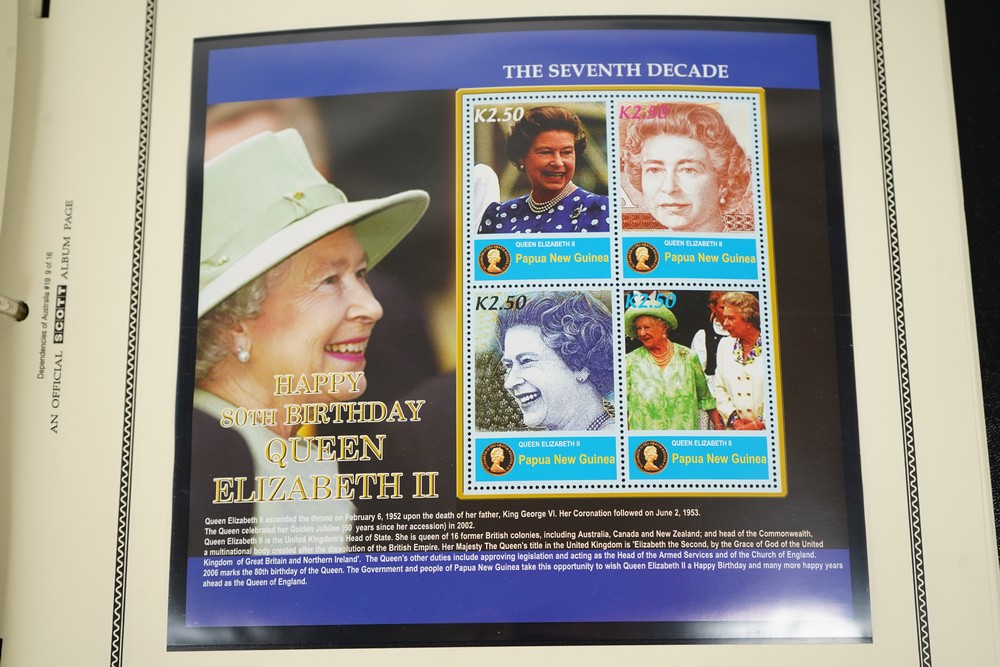 THE SEVENTH DECADE
K2.50
QUEEN ELIZABETH II
Papua New Guinea
K2.50
QUEEN ELIZABETH II
Papua New Guinea
K2.50
QUEEN ELIZABETH II
Papua New Guinea
K2.50
QUEEN ELIZABETH II
Papua New Guinea
HAPPY
80TH BIRTHDAY
QUEEN
ELIZABETH II
Queen Elizabeth II ascended the throne on February 6, 1952 upon the death of her father, King George VI. Her Coronation followed on June 2, 1953.
The Queen celebrated her Golden Jubilee (50 years since her accession) in 2002.
Queen Elizabeth II is the United Kingdom's Head of State. She is queen of 16 former British colonies, including Australia, Canada and New Zealand; and head of the Commonwealth,
a multinational body created after the dissolution of the British Empire. Her Majesty The Queen's title in the United Kingdom is 'Elizabeth the Second, by the Grace of God of the United
Kingdom of Great Britain and Northern Ireland'. The Queen's other duties include approving legislation and acting as the Head of the Armed Services and of the Church of England.
2006 marks the 80th birthday of the Queen. The Government and people of Papua New Guinea take this opportunity to wish Queen Elizabeth II a Happy Birthday and many more happy years
ahead as the Queen of England.
Dependencies of Australia #19 9 of 16
AN OFFICIAL SCOTT ALBUM PAGE